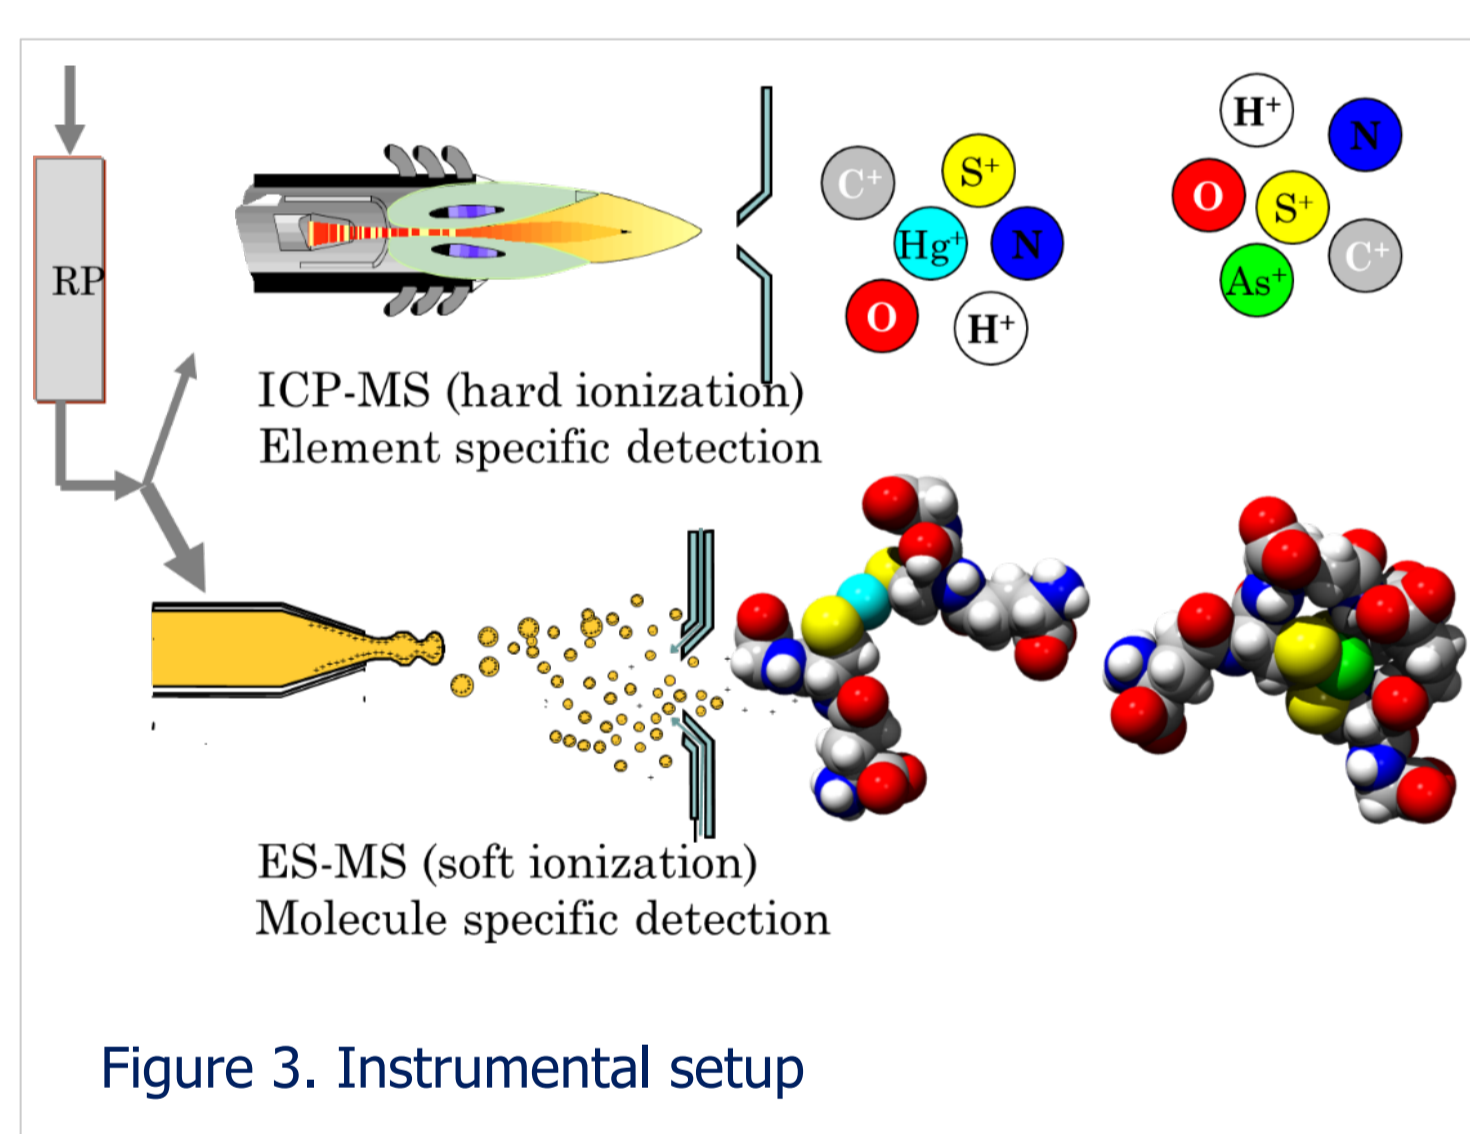 RP
C⁺
S⁺
Hg⁺
N
O
H⁺
H⁺
N
O
S⁺
C⁺
As⁺
ICP-MS (hard ionization)
Element specific detection
ES-MS (soft ionization)
Molecule specific detection
Figure 3. Instrumental setup